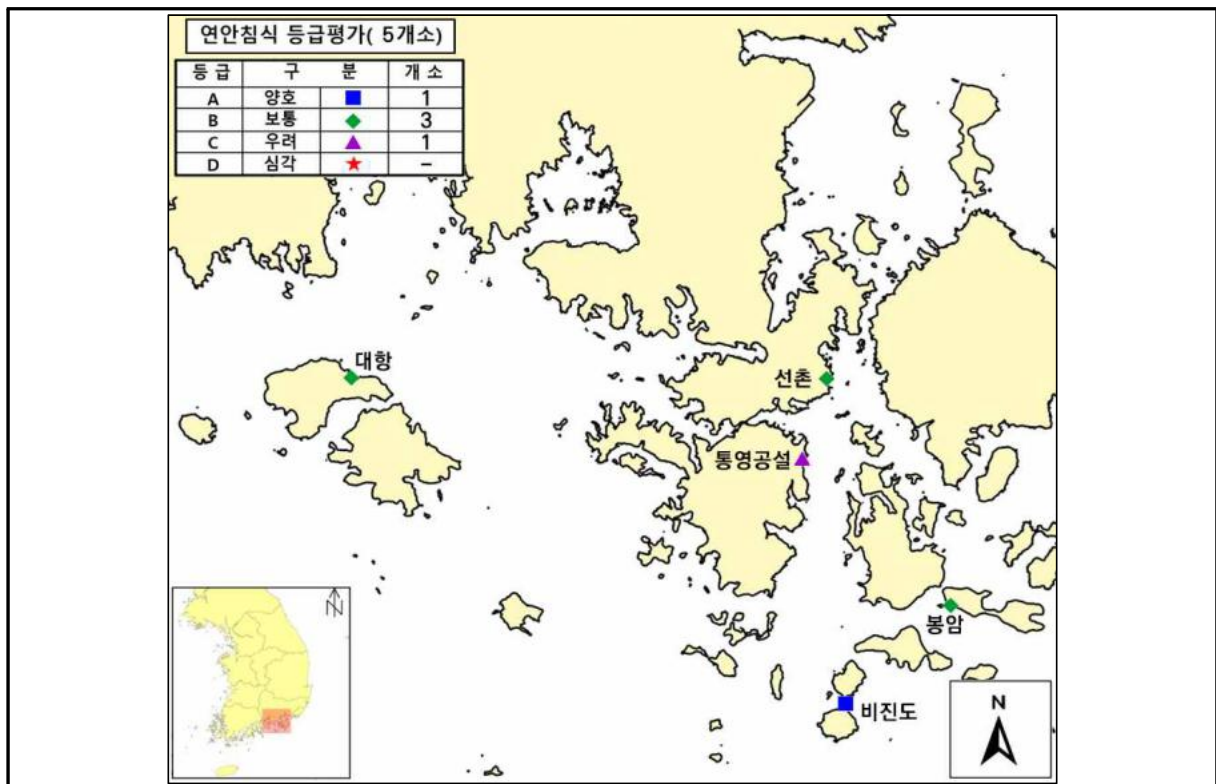 연안침식 등급평가( 5개소)
등 급 구 분 개 소
A 양호 1
B 보통 3
C 우려 1
D 심각 –
대항
선촌
통영공설
봉암
비진도
N
N